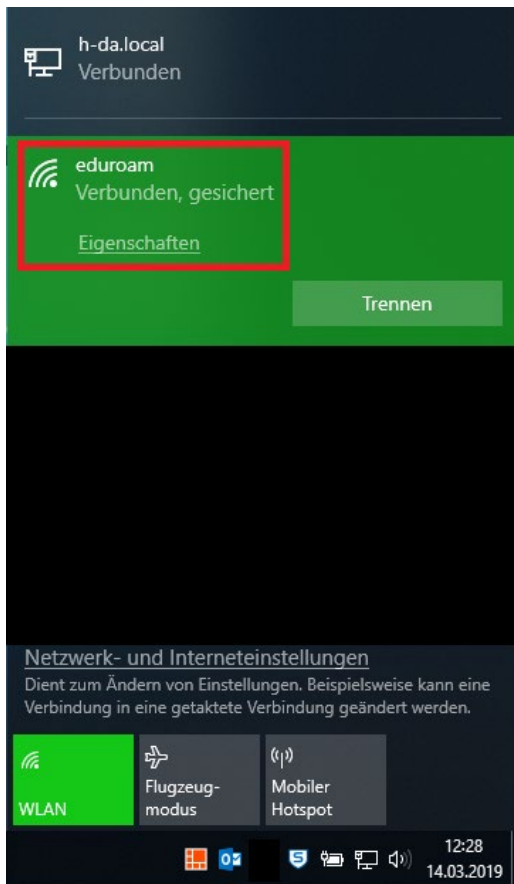 h-da.local
Verbunden
eduroam
Verbunden, gesichert
Eigenschaften
Trennen
Netzwerk- und Interneteinstellungen
Dient zum Ändern von Einstellungen. Beispielsweise kann eine
Verbindung in eine getaktete Verbindung geändert werden.
WLAN
Flugzeug-
modus
Mobiler
Hotspot
12:28
14.03.2019